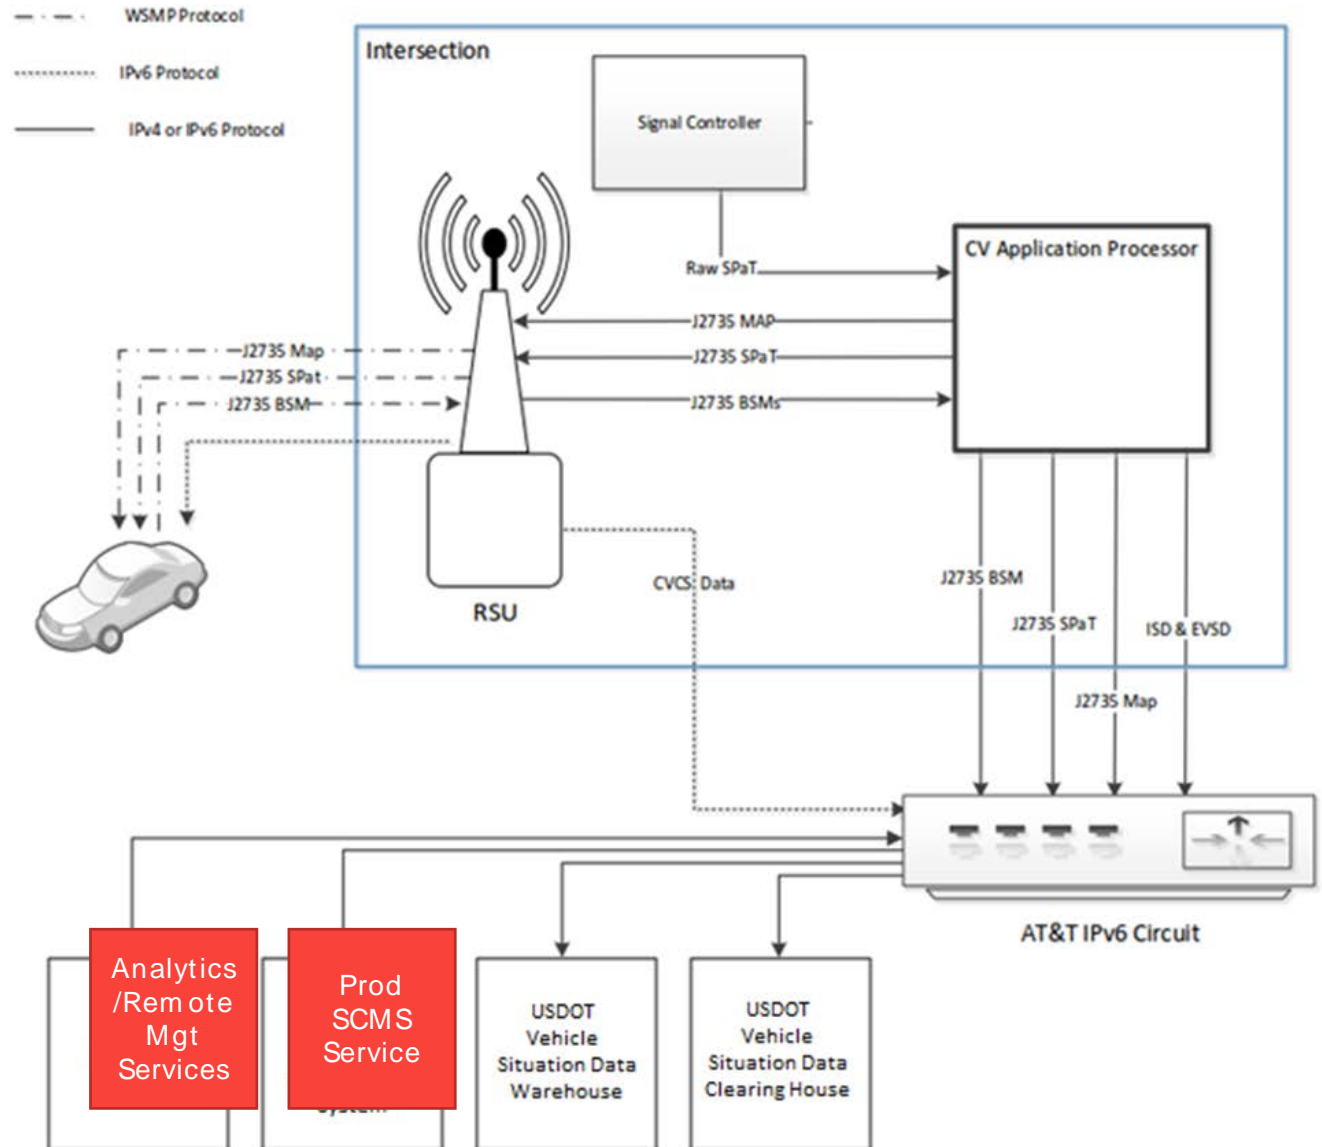 WSMP Protocol
IPv6 Protocol
IPv4 or IPv6 Protocol
Intersection
Signal Controller
CV Application Processor
Raw SPaT
J2735 MAP
J2735 SPaT
J2735 BSMs
J2735 Map
J2735 SPat
J2735 BSM
RSU
CVCS Data
J2735 BSM
J2735 SPaT
ISD & EVSD
J2735 Map
AT&T IPv6 Circuit
Analytics
/Remote
Mgt
Services
Prod
SCMS
Service
USDOT
Vehicle
Situation Data
Warehouse
USDOT
Vehicle
Situation Data
Clearing House